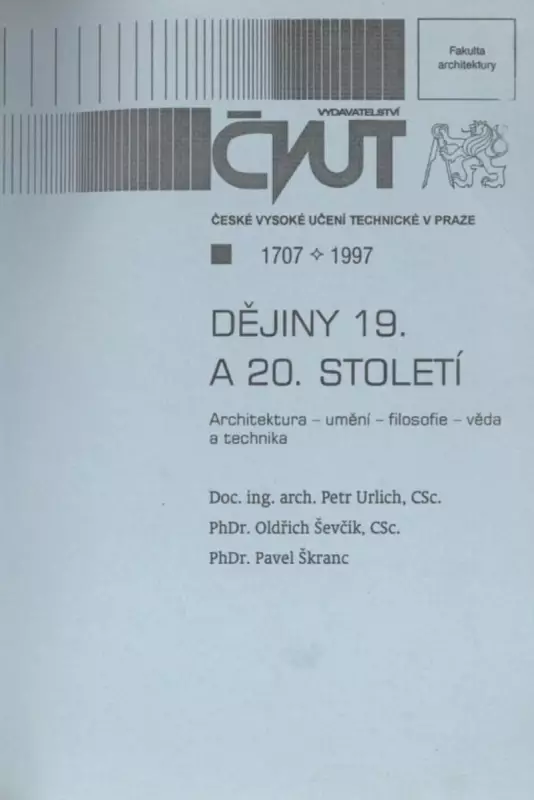 Fakulta
architektury
VYDAVATELSTVÍ
ČVUT
ČESKÉ VYSOKÉ UČENÍ TECHNICKÉ V PRAZE
1707 ✧ 1997
DĚJINY 19.
A 20. STOLETÍ
Architektura – umění – filosofie – věda
a technika
Doc. ing. arch. Petr Urlich, CSc.
PhDr. Oldřich Ševčík, CSc.
PhDr. Pavel Škranc